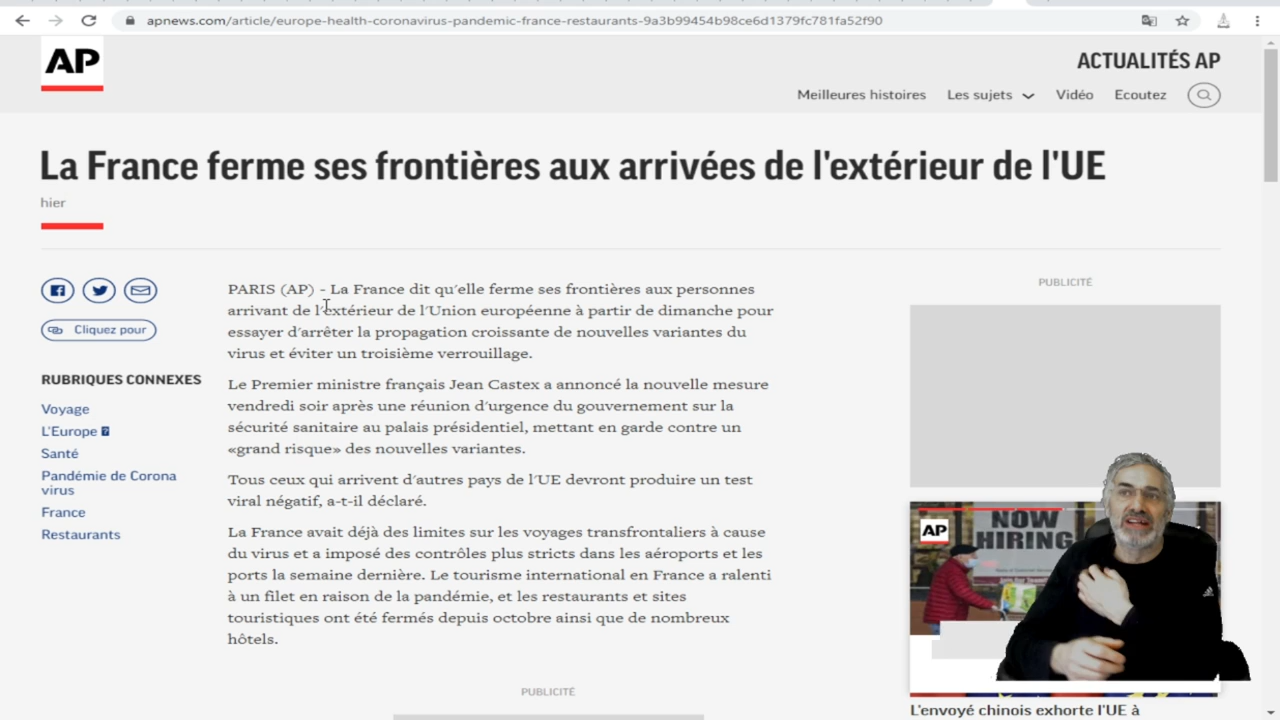 apnews.com/article/europe-health-coronavirus-pandemic-france-restaurants-9a3b99454b98ce6d1379fc781fa52f90
AP
ACTUALITÉS AP
Meilleures histoires Les sujets Vidéo Ecoutez
La France ferme ses frontières aux arrivées de l'extérieur de l'UE
hier
Cliquez pour
RUBRIQUES CONNEXES
Voyage
L'Europe
Santé
Pandémie de Corona
virus
France
Restaurants
PARIS (AP) - La France dit qu'elle ferme ses frontières aux personnes
arrivant de l'extérieur de l'Union européenne à partir de dimanche pour
essayer d'arrêter la propagation croissante de nouvelles variantes du
virus et éviter un troisième verrouillage.
Le Premier ministre français Jean Castex a annoncé la nouvelle mesure
vendredi soir après une réunion d'urgence du gouvernement sur la
sécurité sanitaire au palais présidentiel, mettant en garde contre un
«grand risque» des nouvelles variantes.
Tous ceux qui arrivent d'autres pays de l'UE devront produire un test
viral négatif, a-t-il déclaré.
La France avait déjà des limites sur les voyages transfrontaliers à cause
du virus et a imposé des contrôles plus stricts dans les aéroports et les
ports la semaine dernière. Le tourisme international en France a ralenti
à un filet en raison de la pandémie, et les restaurants et sites
touristiques ont été fermés depuis octobre ainsi que de nombreux
hôtels.
PUBLICITÉ
PUBLICITÉ
AP
NOW
HIRING
L'envoyé chinois exhorte l'UE à